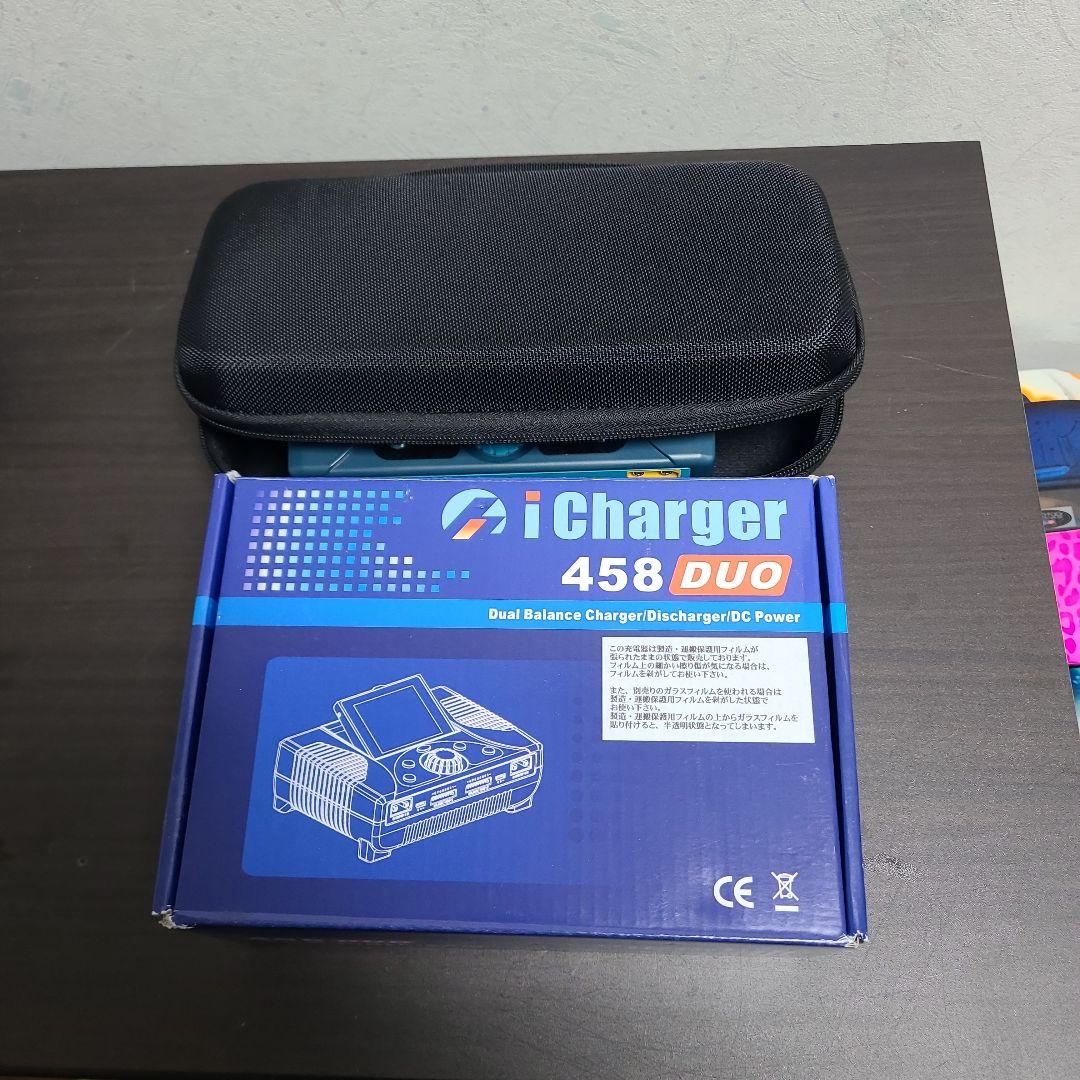 iCharger
458 DUO
Dual Balance Charger/Discharger/DC Power
この充電器は製造・運搬保護用フィルムが
張られたままの状態で販売しております。
フィルム上の細かい擦り傷が気になる場合は、
フィルムを剥がしてお使い下さい。
また、別売りのガラスフィルムを使われる場合は
製造・運搬保護用フィルムを剥がした状態で
お使い下さい。
製造・運搬保護用フィルムの上からガラスフィルムを
貼り付けると、半透明状態となってしまいます。
CE